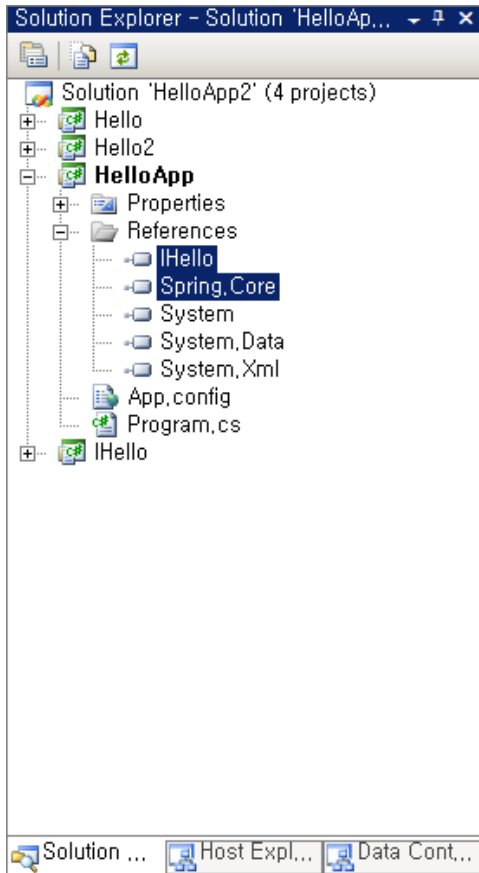 Solution Explorer - Solution 'HelloAp...
Solution 'HelloApp2' (4 projects)
Hello
Hello2
HelloApp
Properties
References
IHello
Spring.Core
System
System.Data
System.Xml
App.config
Program.cs
IHello
Solution ...
Host Expl...
Data Cont...